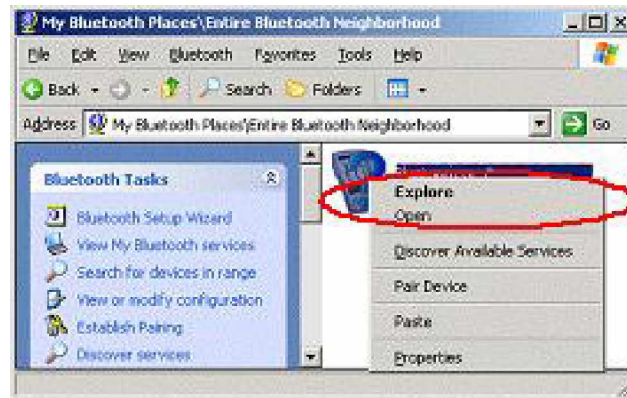 My Bluetooth Places\Entire Bluetooth Neighborhood
File Edit View Bluetooth Favorites Tools Help
Back Search Folders
Address My Bluetooth Places\Entire Bluetooth Neighborhood Go
Bluetooth Tasks
Bluetooth Setup Wizard
View My Bluetooth services
Search for devices in range
View or modify configuration
Establish Pairing
Discover services
Explore
Open
Discover Available Services
Pair Device
Paste
Properties